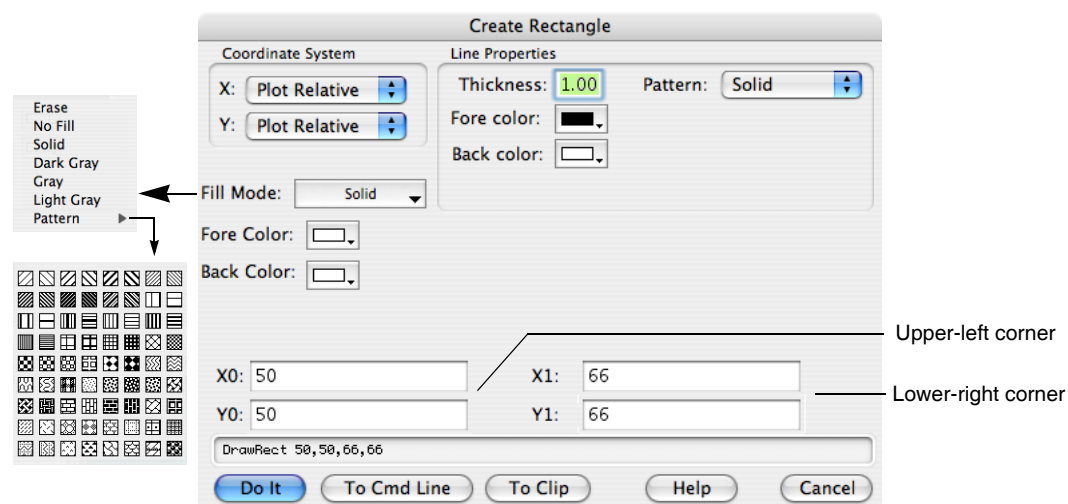 Create Rectangle
Coordinate System
Line Properties
X: Plot Relative
Thickness: 1.00
Pattern: Solid
Y: Plot Relative
Fore color:
Back color:
Erase
No Fill
Solid
Dark Gray
Gray
Light Gray
Pattern
Fill Mode: Solid
Fore Color:
Back Color:
Upper-left corner
X0: 50
X1: 66
Lower-right corner
Y0: 50
Y1: 66
DrawRect 50,50,66,66
Do It
To Cmd Line
To Clip
Help
Cancel